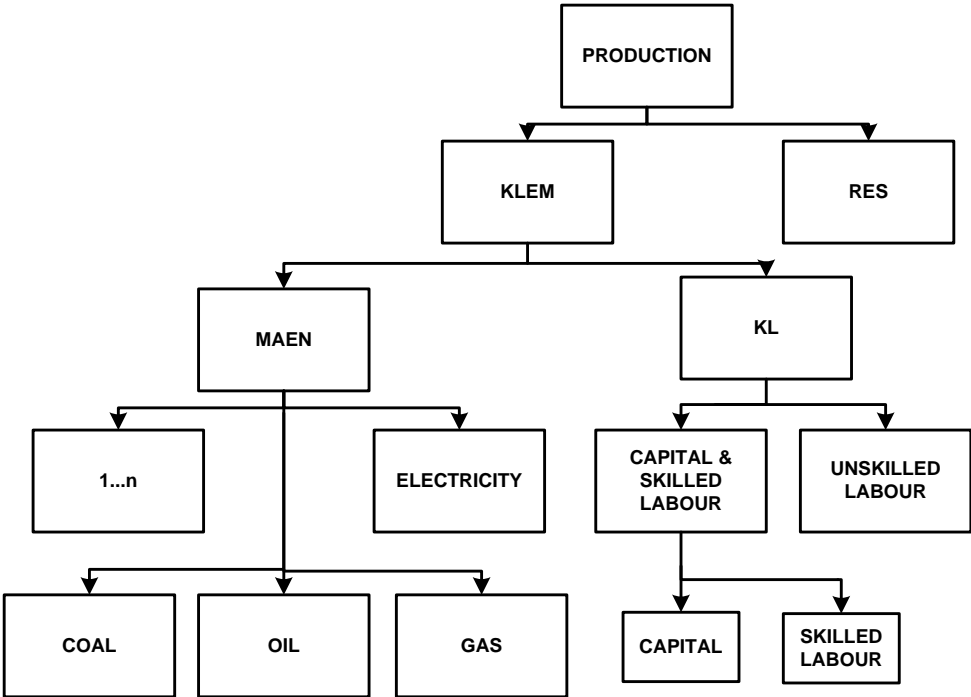 PRODUCTION
KLEM
RES
MAEN
KL
1...n
ELECTRICITY
CAPITAL &
SKILLED
LABOUR
UNSKILLED
LABOUR
COAL
OIL
GAS
CAPITAL
SKILLED
LABOUR